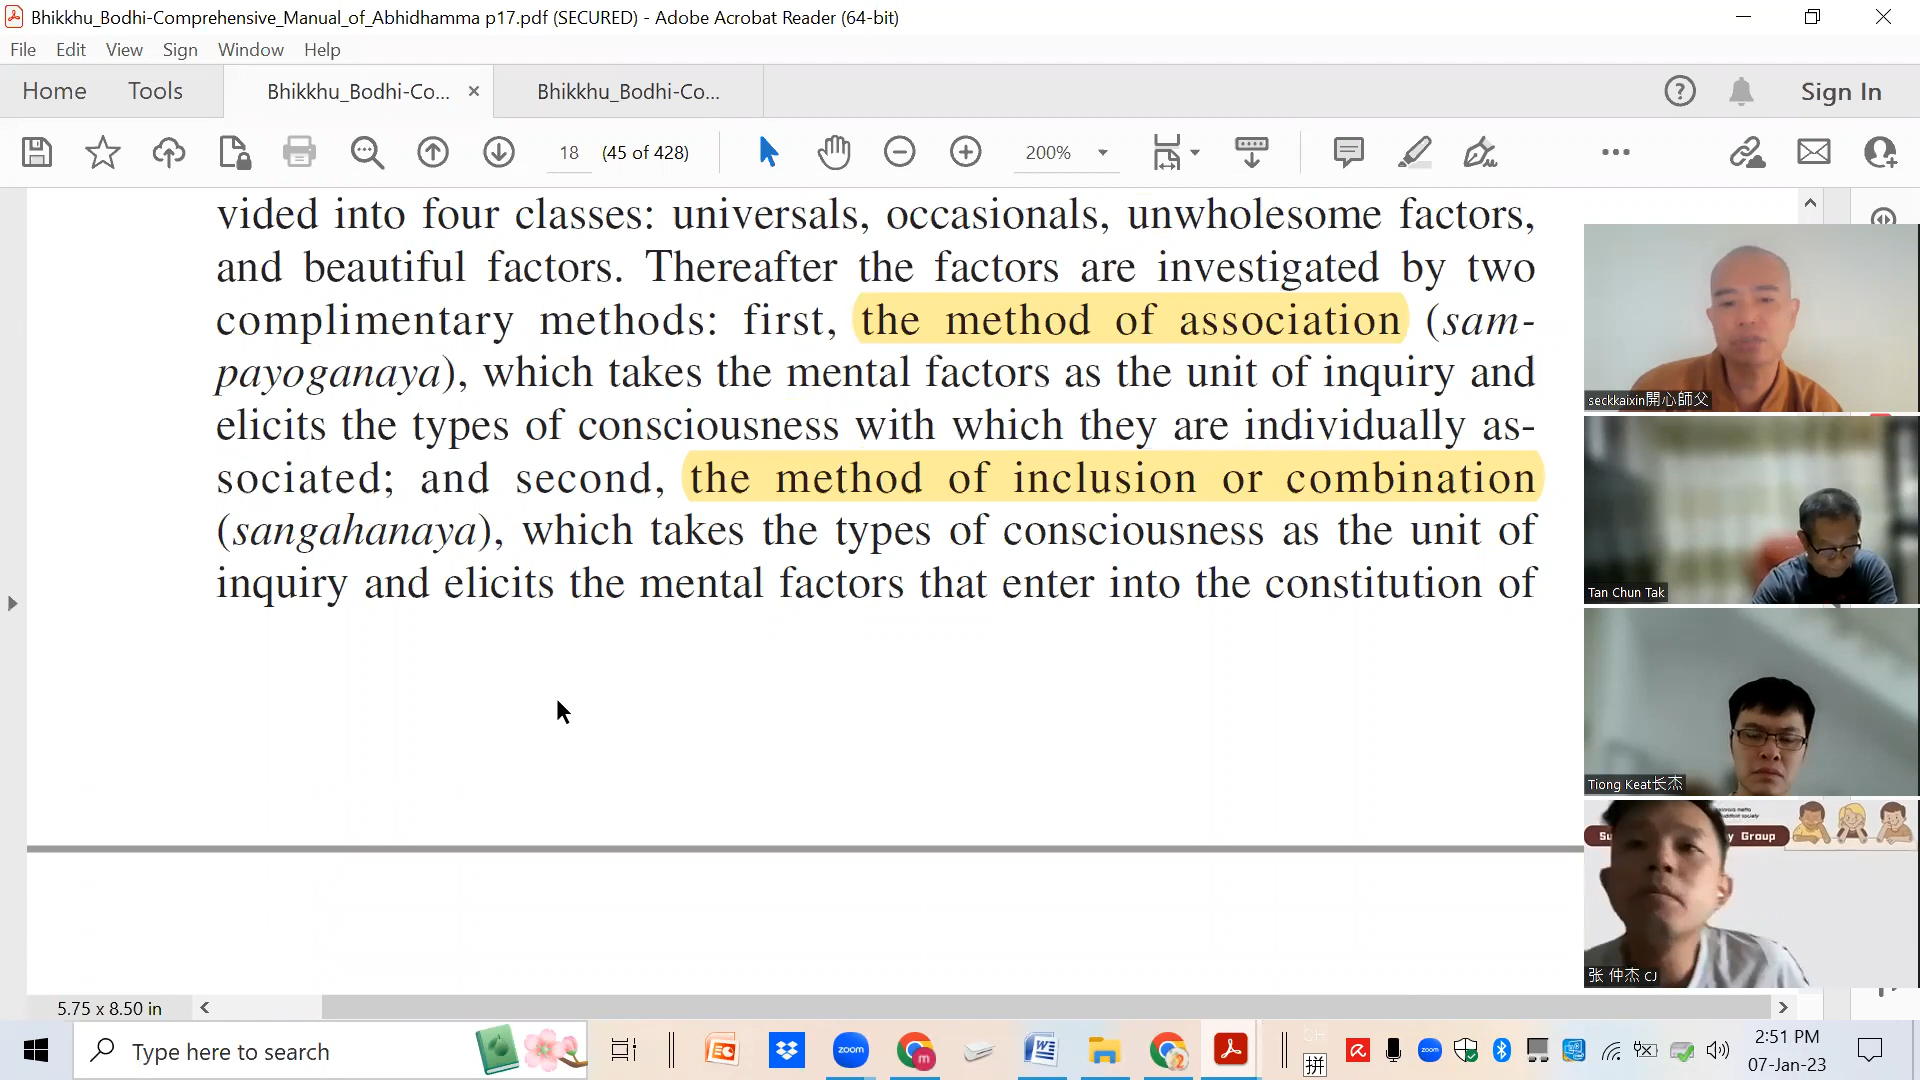 Bhikkhu_Bodhi-Comprehensive_Manual_of_Abhidhamma p17.pdf (SECURED) - Adobe Acrobat Reader (64-bit)
File Edit View Sign Window Help
Home Tools Bhikkhu_Bodhi-Co... × Bhikkhu_Bodhi-Co... Sign In
18 (45 of 428) 200%
vided into four classes: universals, occasionals, unwholesome factors,
and beautiful factors. Thereafter the factors are investigated by two
complimentary methods: first, the method of association (sam-
payoganaya), which takes the mental factors as the unit of inquiry and
elicits the types of consciousness with which they are individually as-
sociated; and second, the method of inclusion or combination
(sangahanaya), which takes the types of consciousness as the unit of
inquiry and elicits the mental factors that enter into the constitution of
seckkaixin開心師父
Tan Chun Tak
Tiong Keat长杰
Su
y Group
张 仲杰 CJ
5.75 x 8.50 in
Type here to search
zoom
m
拼
zoom
2:51 PM
07-Jan-23